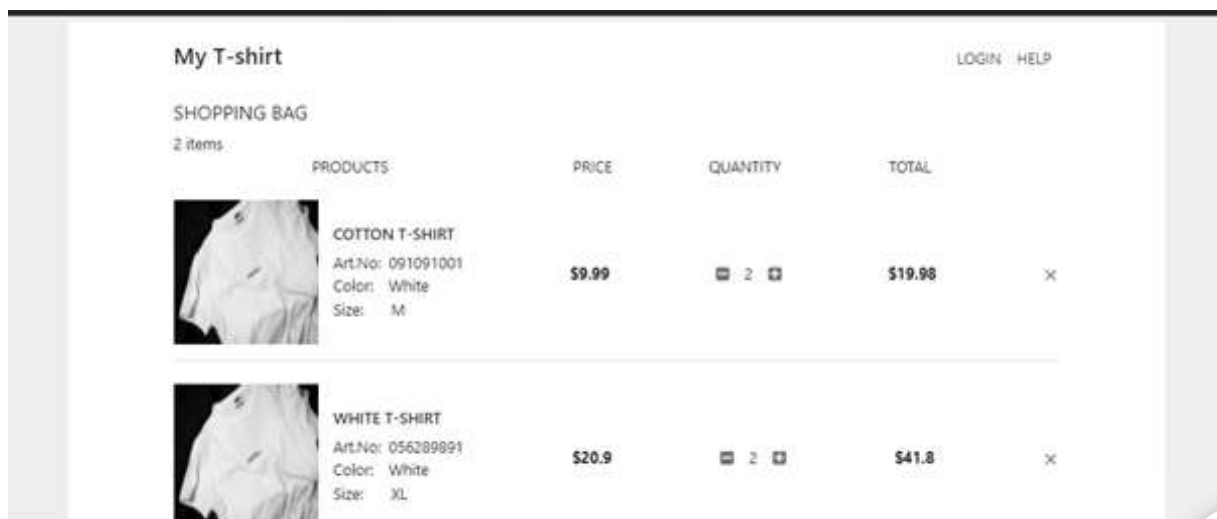 My T-shirt
LOGIN HELP
SHOPPING BAG
2 items
PRODUCTS PRICE QUANTITY TOTAL
COTTON T-SHIRT
Art.No: 091091001
Color: White
Size: M
$9.99
2
$19.98
×
WHITE T-SHIRT
Art.No: 056289891
Color: White
Size: XL
$20.9
2
$41.8
×